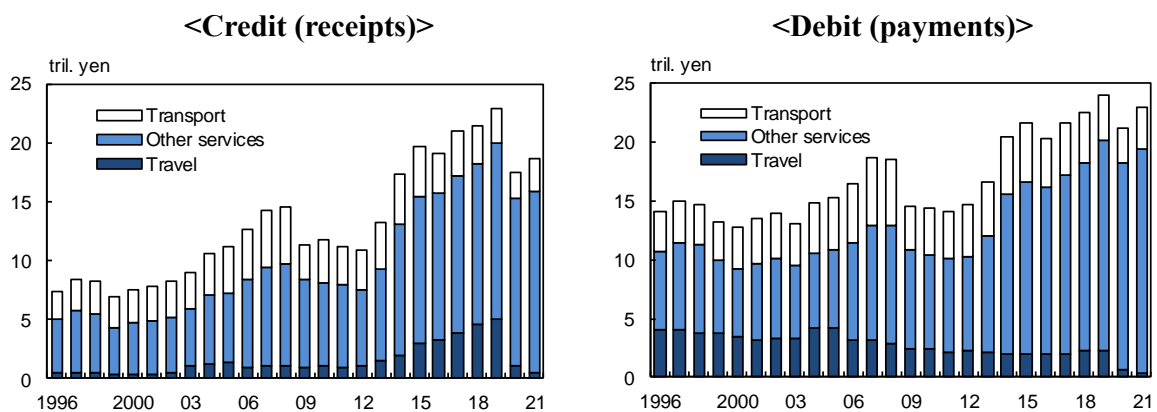 <Credit (receipts)>
tril. yen
25
20
15
10
5
0
Transport
Other services
Travel
1996 2000 03 06 09 12 15 18 21
<Debit (payments)>
tril. yen
25
20
15
10
5
0
Transport
Other services
Travel
1996 2000 03 06 09 12 15 18 21